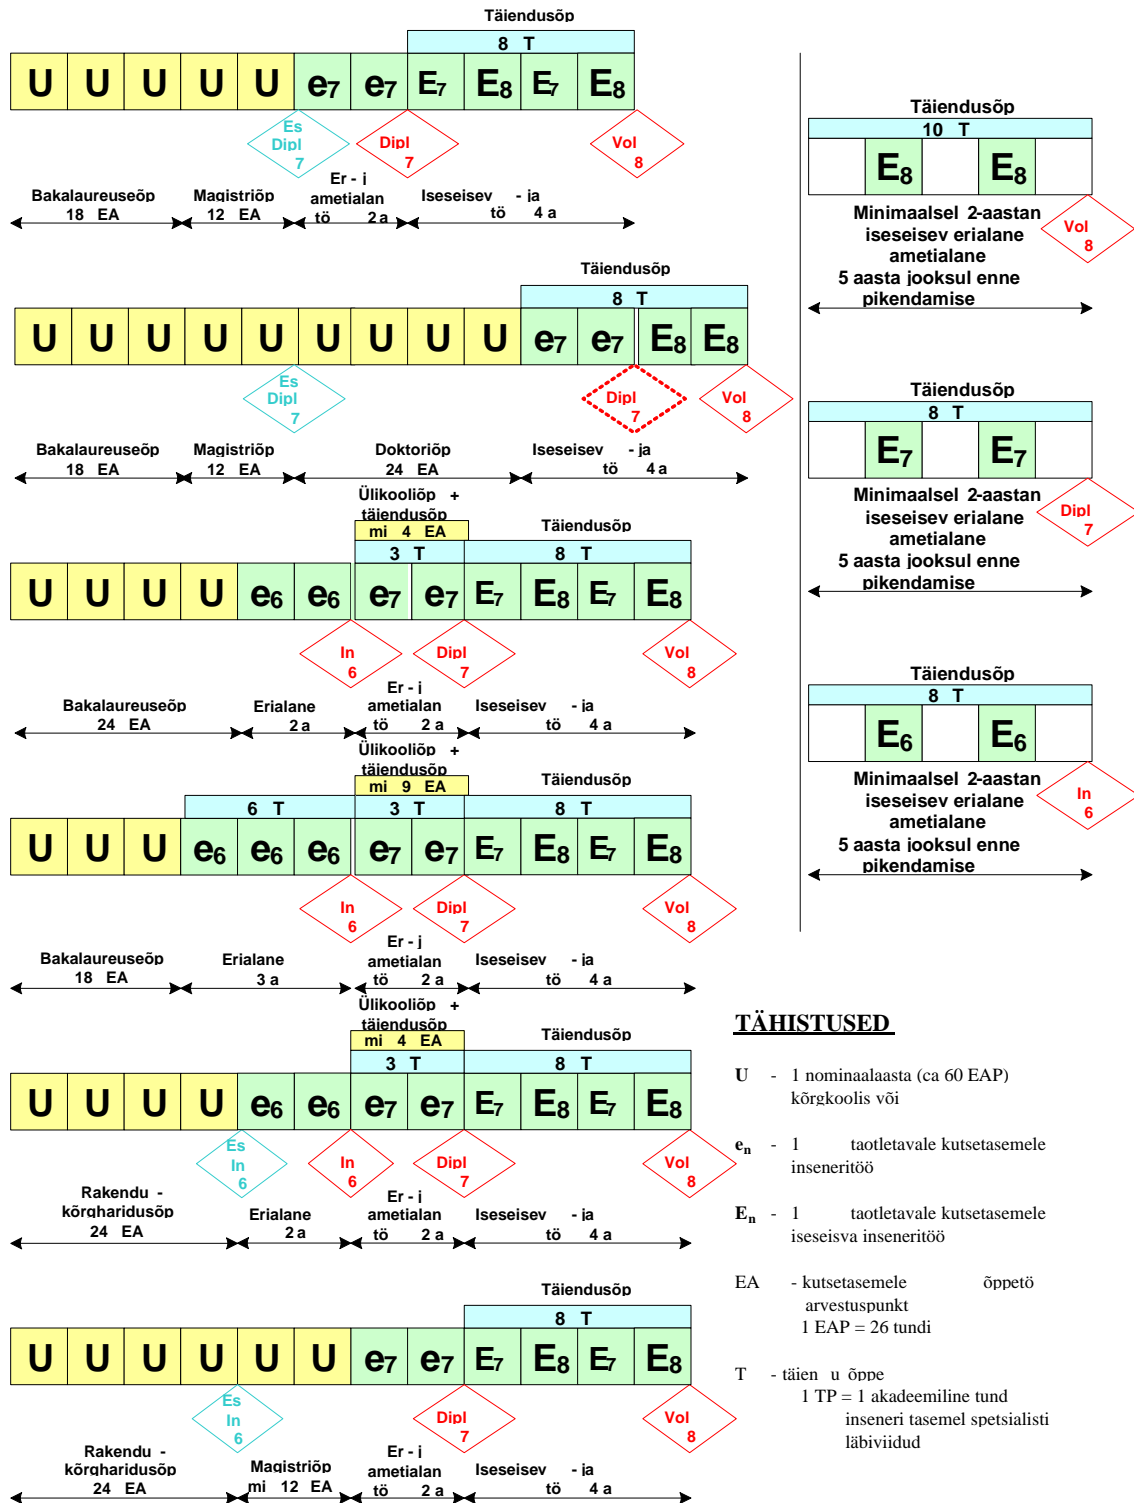 Täiendusõp
8 T
U U U U U e7 e7 E7 E8 E7 E8
Es
Dipl
7
Dipl
7
Vol
8
Bakalaureuseõp
18 EA
Magistriõp
12 EA
Er - j
ametialan
tö 2 a
Iseseisev - ja
tö 4 a
Täiendusõp
8 T
U U U U U U U U U e7 e7 E8 E8
Es
Dipl
7
Dipl
7
Vol
8
Bakalaureuseõp
18 EA
Magistriõp
12 EA
Doktoriõp
24 EA
Iseseisev - ja
tö 4 a
Ülikooliõp +
täiendusõp
mi 4 EA
3 T
Täiendusõp
8 T
U U U U e6 e6 e7 e7 E7 E8 E7 E8
In
6
Dipl
7
Vol
8
Bakalaureuseõp
24 EA
Erialane
2 a
Er - j
ametialan
tö 2 a
Iseseisev - ja
tö 4 a
Ülikooliõp +
täiendusõp
mi 9 EA
6 T
3 T
Täiendusõp
8 T
U U U e6 e6 e6 e7 e7 E7 E8 E7 E8
In
6
Dipl
7
Vol
8
Bakalaureuseõp
18 EA
Erialane
3 a
Er - j
ametialan
tö 2 a
Iseseisev - ja
tö 4 a
Ülikooliõp +
täiendusõp
mi 4 EA
3 T
Täiendusõp
8 T
U U U U e6 e6 e7 e7 E7 E8 E7 E8
Es
In
6
In
6
Dipl
7
Vol
8
Rakendu -
kõrgharidusõp
24 EA
Erialane
2 a
Er - j
ametialan
tö 2 a
Iseseisev - ja
tö 4 a
Täiendusõp
8 T
U U U U U U e7 e7 E7 E8 E7 E8
Es
In
6
Dipl
7
Vol
8
Rakendu -
kõrgharidusõp
24 EA
Magistriõp
mi 12 EA
Er - j
ametialan
tö 2 a
Iseseisev - ja
tö 4 a
Täiendusõp
10 T
E8 E8
Vol
8
Minimaalsel 2-aastan
iseseisev erialane
ametialane
5 aasta jooksul enne
pikendamise
Täiendusõp
8 T
E7 E7
Dipl
7
Minimaalsel 2-aastan
iseseisev erialane
ametialane
5 aasta jooksul enne
pikendamise
Täiendusõp
8 T
E6 E6
In
6
Minimaalsel 2-aastan
iseseisev erialane
ametialane
5 aasta jooksul enne
pikendamise
TÄHISTUSED
U - 1 nominaalaasta (ca 60 EAP)
kõrgkoolis või
en - 1 taotletavale kutsetasemele
inseneritöö
En - 1 taotletavale kutsetasemele
iseseisva inseneritöö
EA - kutsetasemele õppetö
arvestuspunkt
1 EAP = 26 tundi
T - täien u õppe
1 TP = 1 akadeemiline tund
inseneri tasemel spetsialisti
läbiviidud